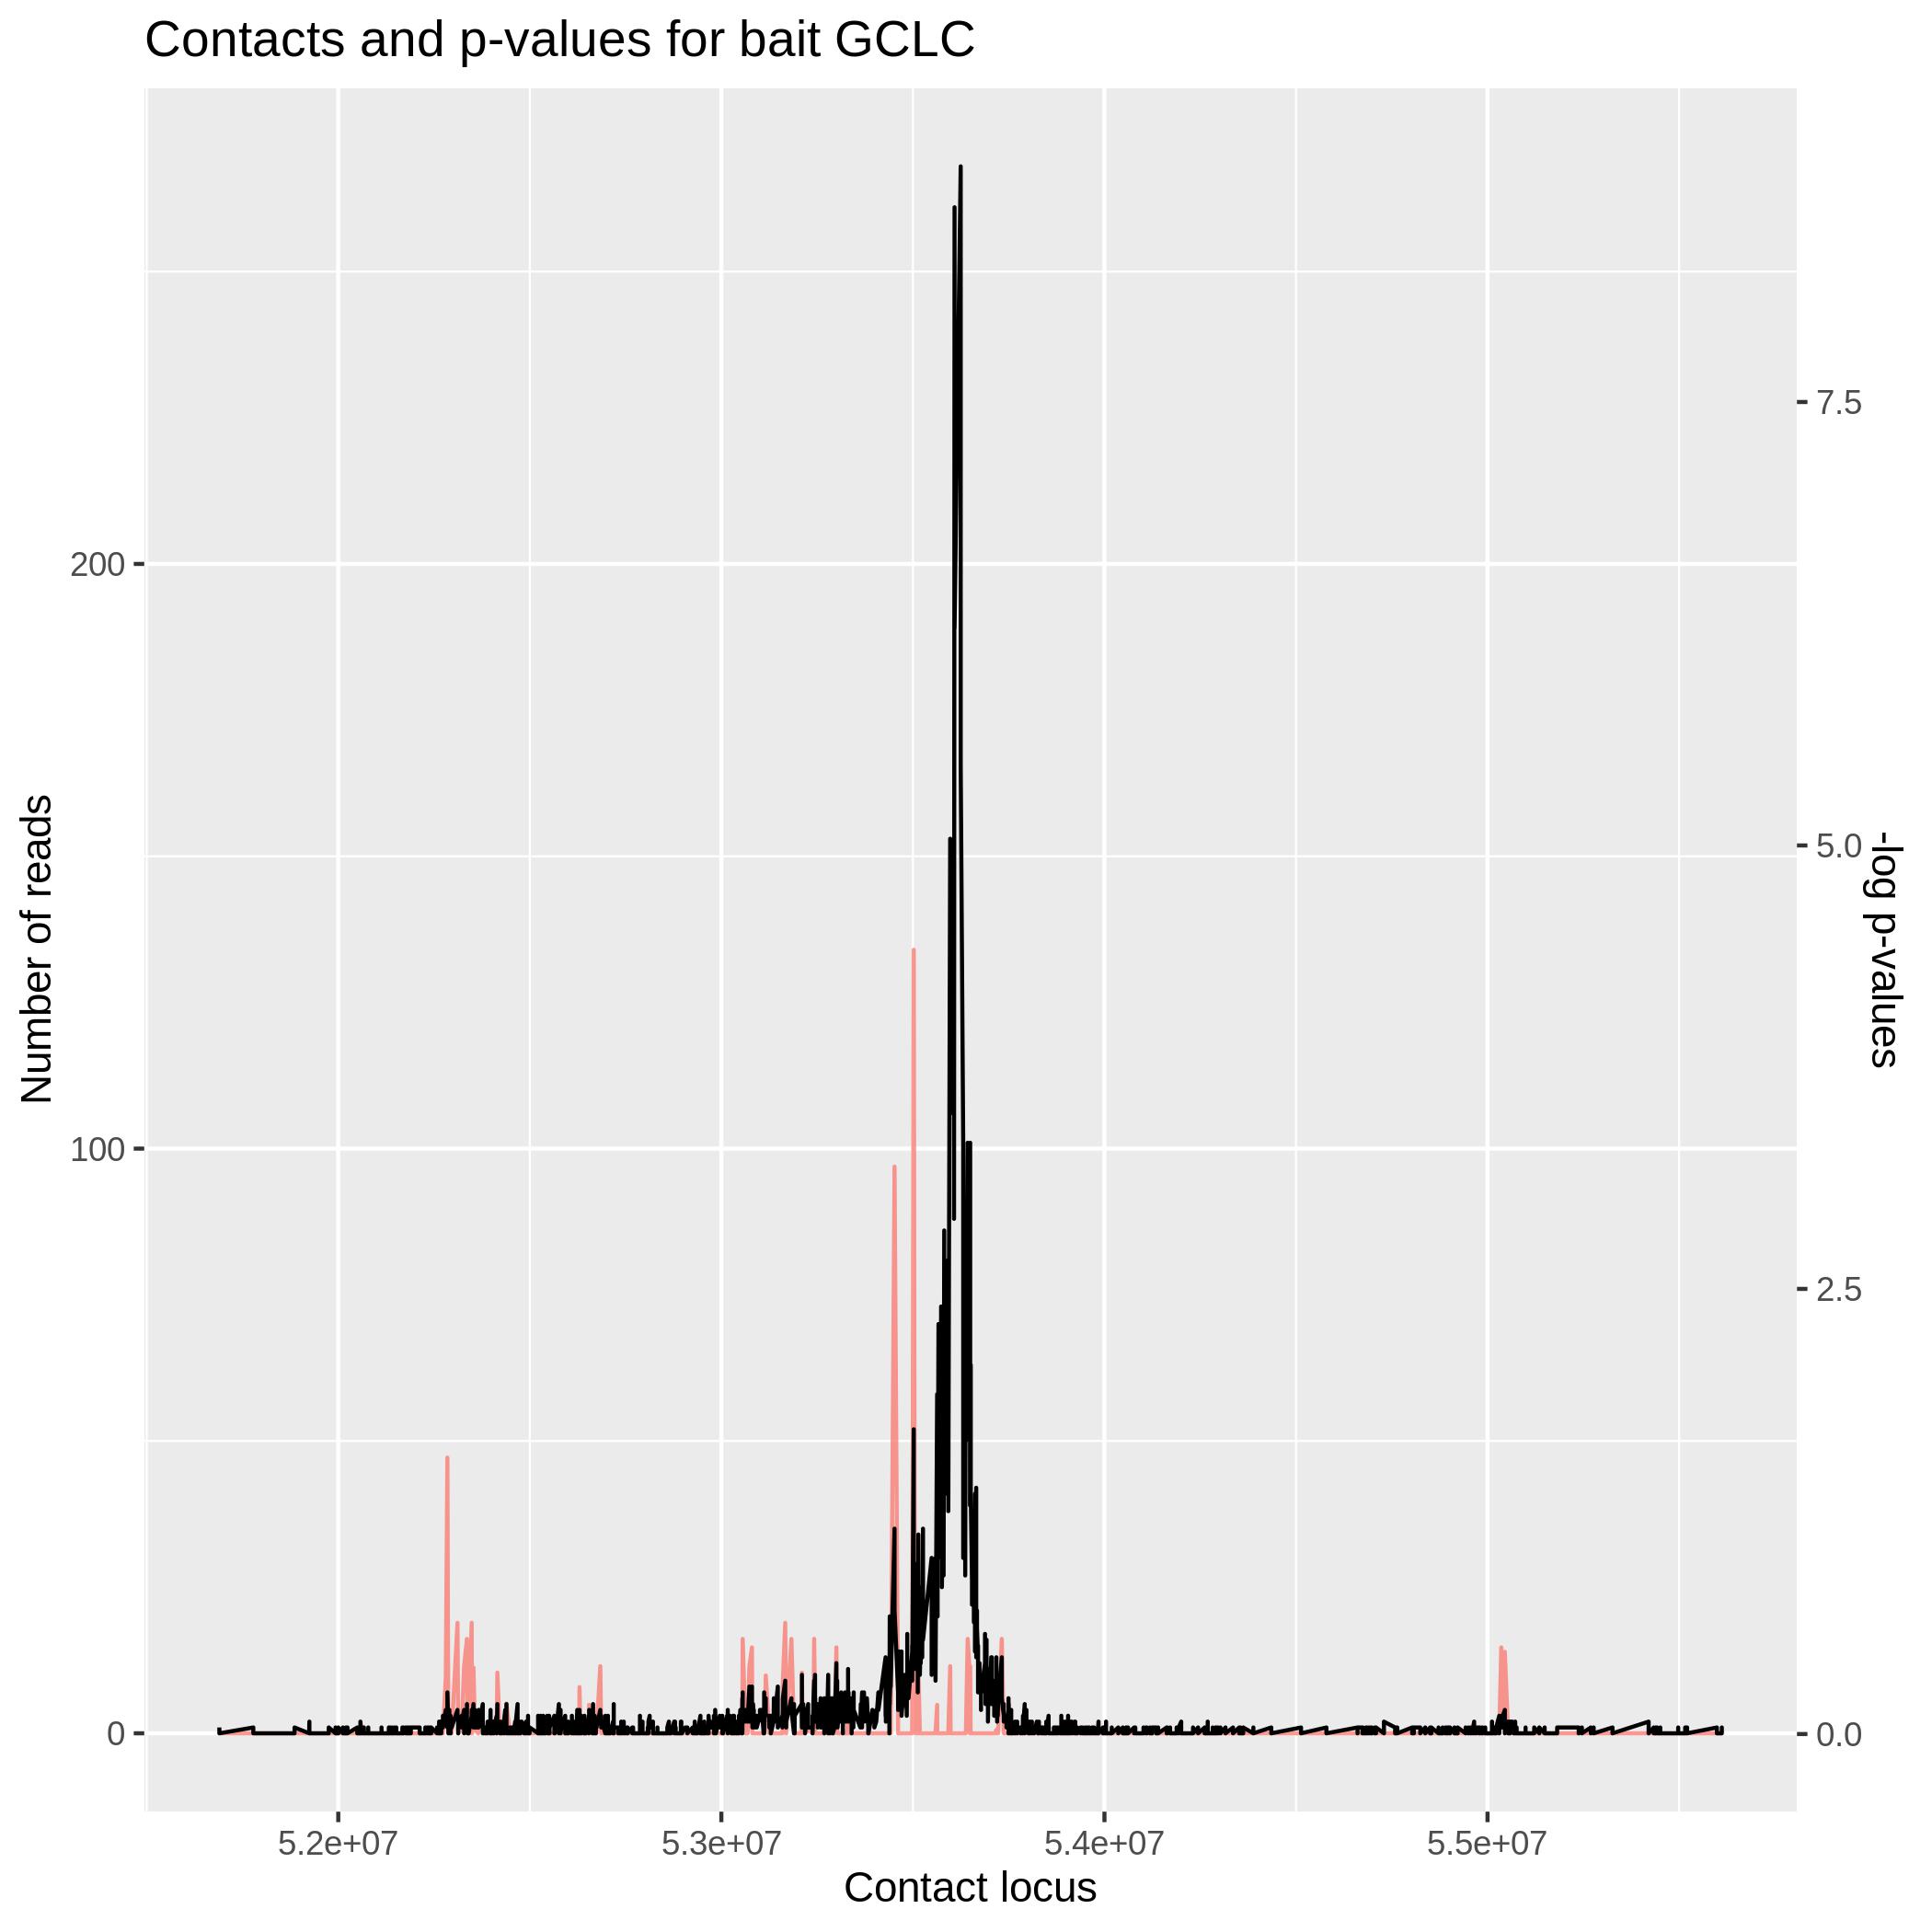 Contacts and p-values for bait GCLC
Number of reads
200
100
0
7.5
5.0
2.5
0.0
-log p-values
5.2e+07
5.3e+07
5.4e+07
5.5e+07
Contact locus